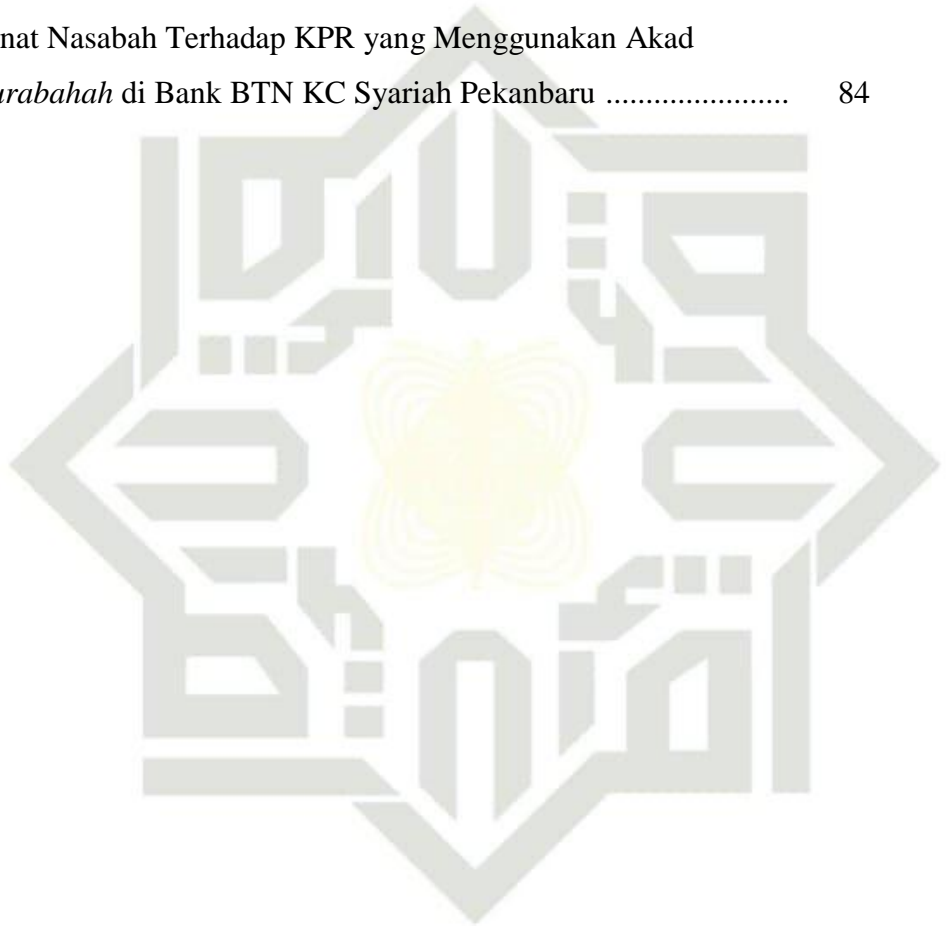 nat Nasabah Terhadap KPR yang Menggunakan Akad
urabahah di Bank BTN KC Syariah Pekanbaru ....................... 84